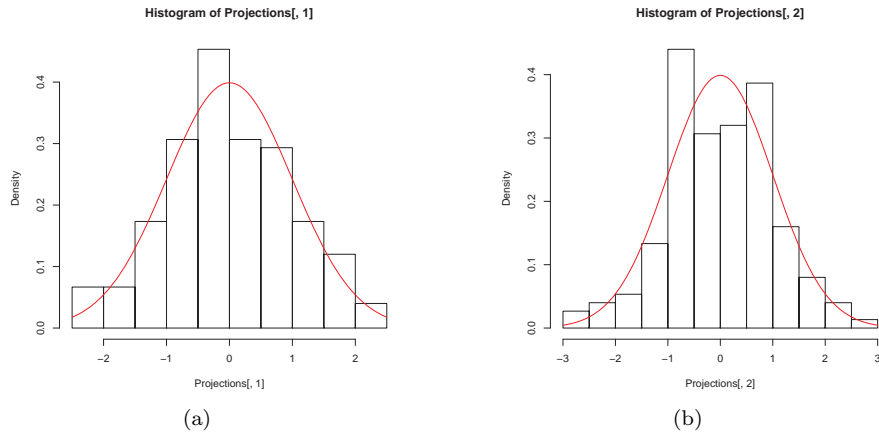 Histogram of Projections[, 1]
Density
0.0 0.1 0.2 0.3 0.4
−2 −1 0 1 2
Projections[, 1]
(a)
Histogram of Projections[, 2]
Density
0.0 0.1 0.2 0.3 0.4
−3 −2 −1 0 1 2 3
Projections[, 2]
(b)